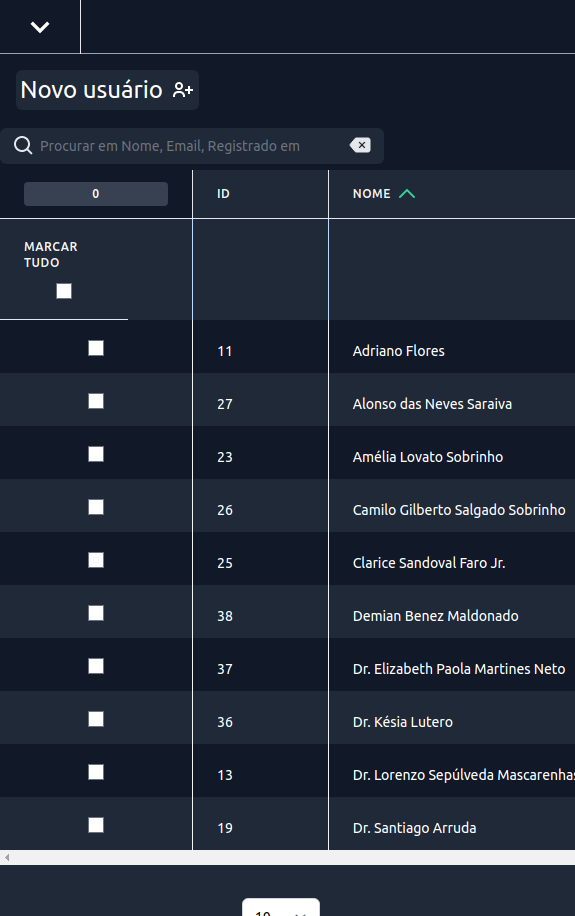 Novo usuário
Procurar em Nome, Email, Registrado em
0 ID NOME
MARCAR
TUDO
11 Adriano Flores
27 Alonso das Neves Saraiva
23 Amélia Lovato Sobrinho
26 Camilo Gilberto Salgado Sobrinho
25 Clarice Sandoval Faro Jr.
38 Demian Benez Maldonado
37 Dr. Elizabeth Paola Martines Neto
36 Dr. Késia Lutero
13 Dr. Lorenzo Sepúlveda Mascarenhas
19 Dr. Santiago Arruda
10